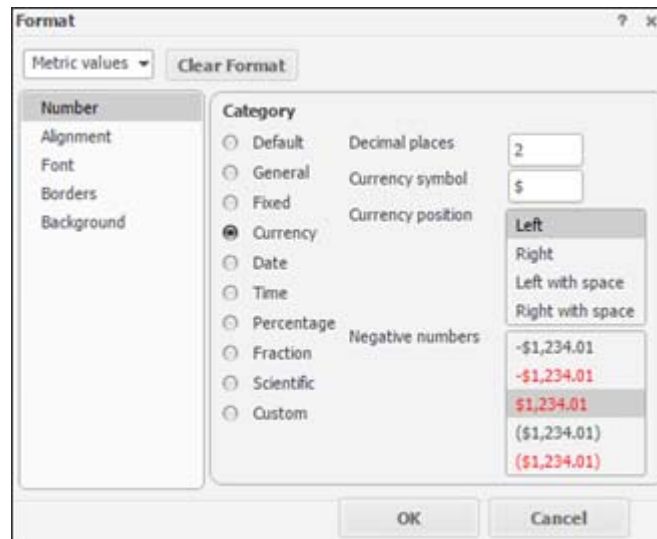 Format ? x
Metric values Clear Format
Number
Alignment
Font
Borders
Background
Category
Default
General
Fixed
Currency
Date
Time
Percentage
Fraction
Scientific
Custom
Decimal places 2
Currency symbol $
Currency position
Left
Right
Left with space
Right with space
Negative numbers
-$1,234.01
-$1,234.01
$1,234.01
($1,234.01)
($1,234.01)
OK Cancel